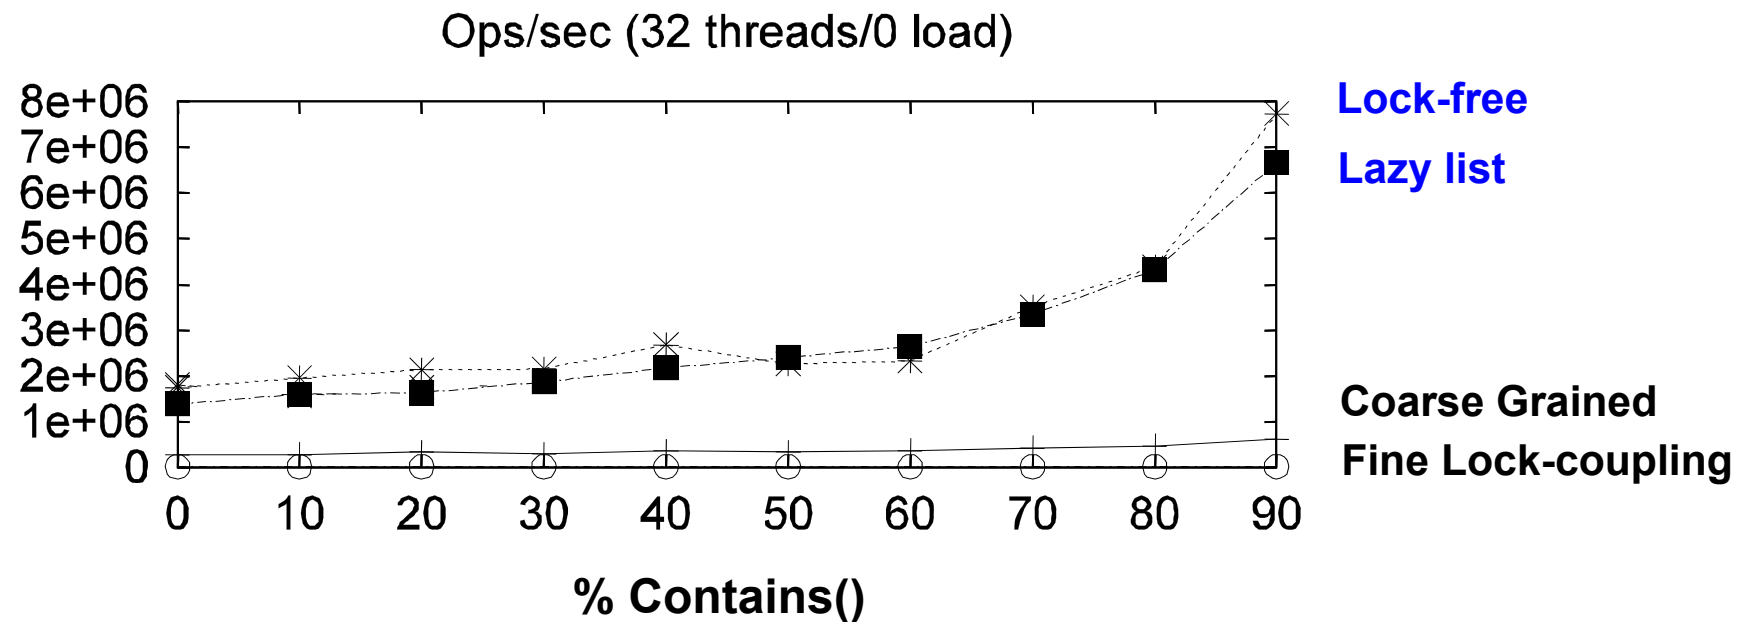 Ops/sec (32 threads/0 load)
8e+06
7e+06
6e+06
5e+06
4e+06
3e+06
2e+06
1e+06
0
0 10 20 30 40 50 60 70 80 90
% Contains()
Lock-free
Lazy list
Coarse Grained
Fine Lock-coupling